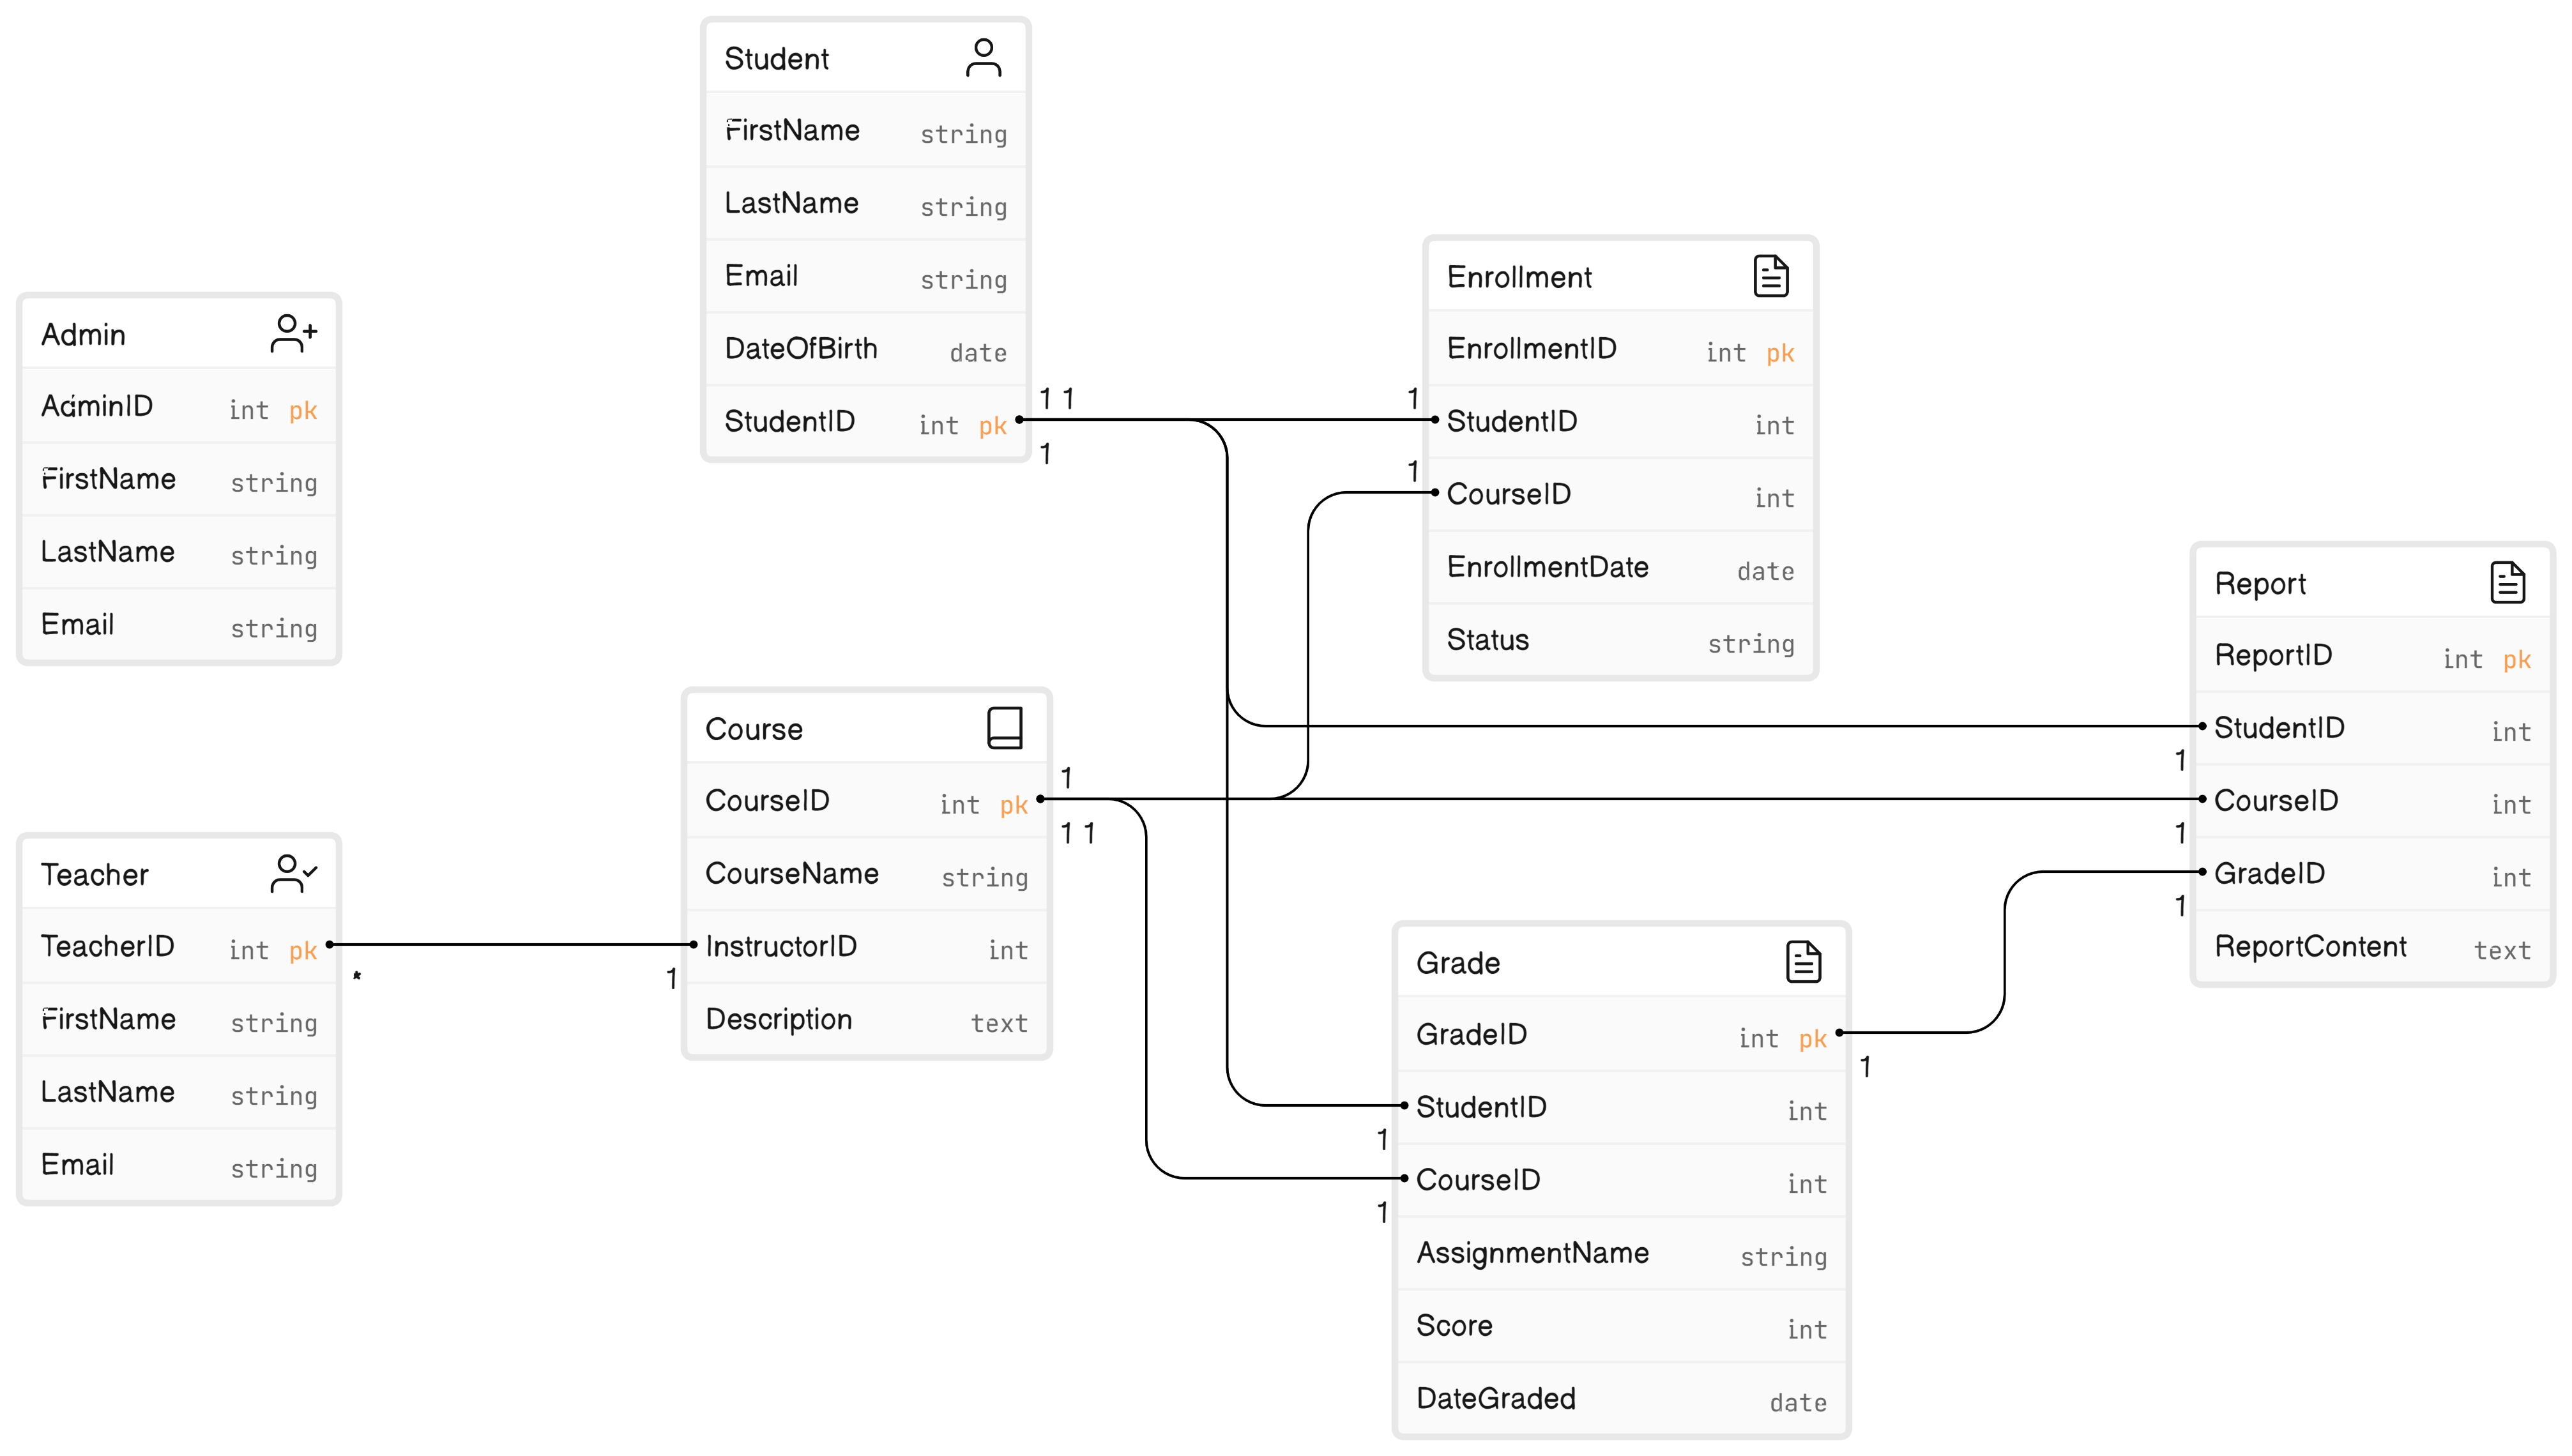 Student
FirstName string
LastName string
Email string
DateOfBirth date
StudentID int pk
1 1
1
Admin
AdminID int pk
FirstName string
LastName string
Email string
Enrollment
EnrollmentID int pk
1
StudentID int
1
CourseID int
EnrollmentDate date
Status string
Course
CourseID int pk
1
1 1
CourseName string
InstructorID int
1
Description text
Teacher
TeacherID int pk
*
FirstName string
LastName string
Email string
Report
ReportID int pk
StudentID int
1
CourseID int
1
GradeID int
1
ReportContent text
Grade
GradeID int pk
1
StudentID int
1
CourseID int
1
AssignmentName string
Score int
DateGraded date